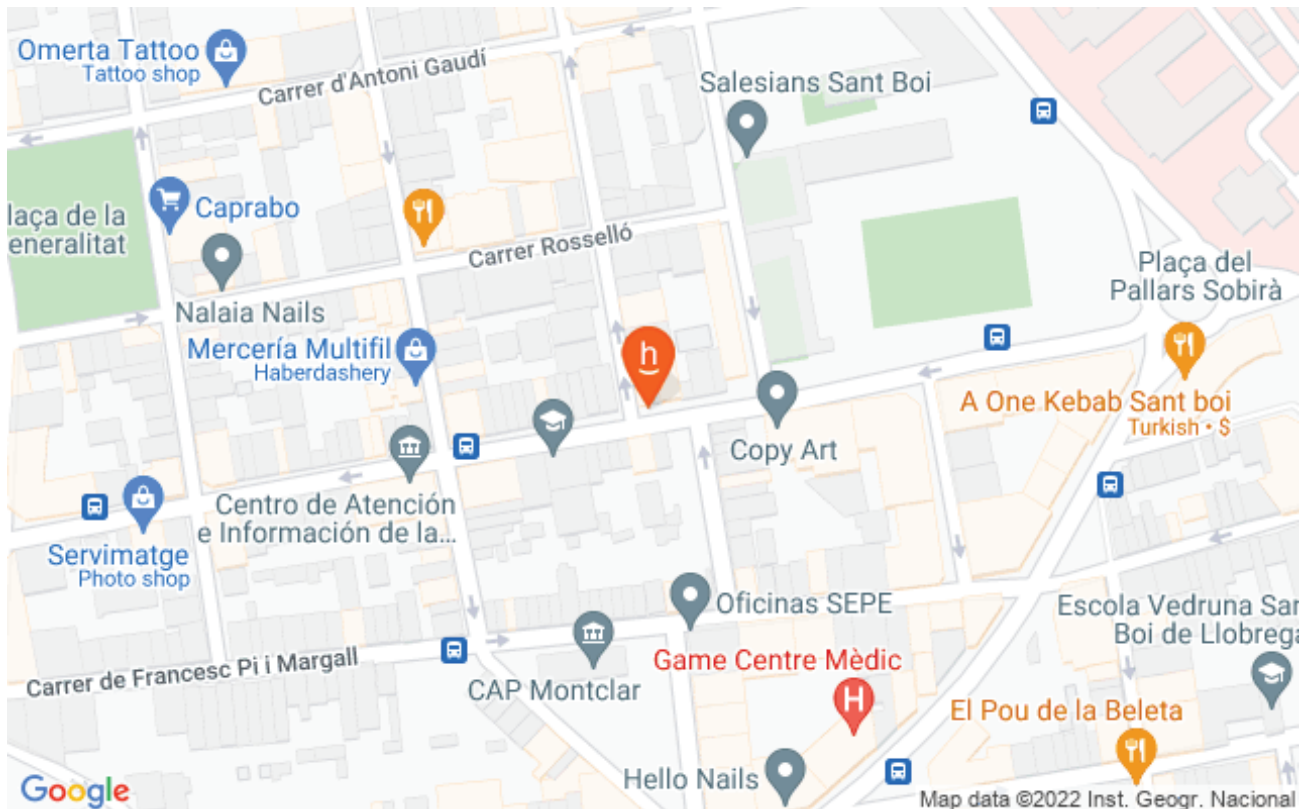 Omerta Tattoo
Tattoo shop
Carrer d'Antoni Gaudí
Salesians Sant Boi
laça de la
eneralitat
Caprabo
Carrer Rosselló
Nalaia Nails
Plaça del
Pallars Sobirà
Mercería Multifil
Haberdashery
h
A One Kebab Sant boi
Turkish • $
Copy Art
Centro de Atención
e Información de la...
Servimatge
Photo shop
Oficinas SEPE
Escola Vedruna San
Boi de Llobrega
Carrer de Francesc Pi i Margall
CAP Montclar
Game Centre Mèdic
H
El Pou de la Beleta
Hello Nails
Google
Map data ©2022 Inst. Geogr. Nacional